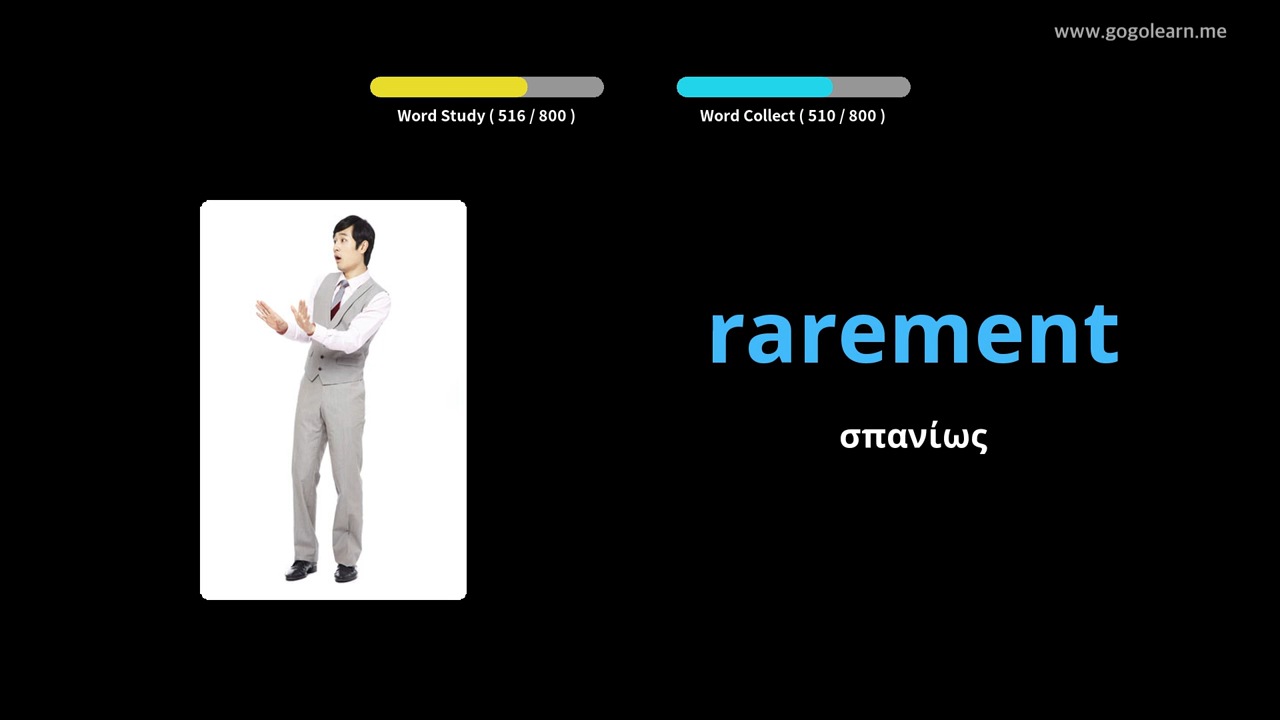 www.gogolearn.me
Word Study ( 516 / 800 )
Word Collect ( 510 / 800 )
rarement
σπανίως